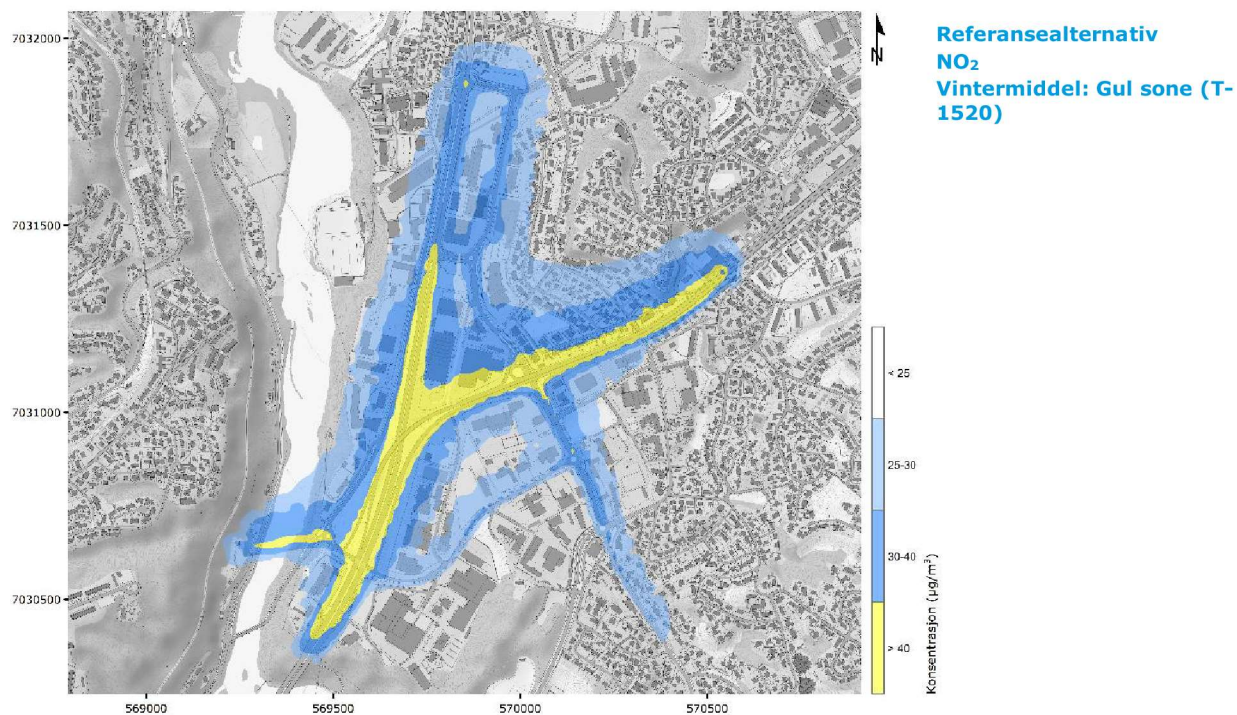 Referansealternativ
NO₂
Vintermiddel: Gul sone (T-
1520)
N
7032000
7031500
7031000
7030500
569000
569500
570000
570500
< 25
25-30
30-40
> 40
Konsentrasjon (µg/m³)